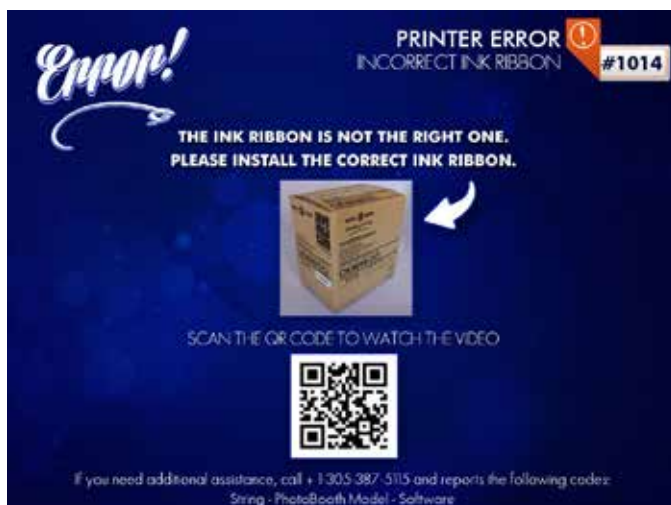 Error!
PRINTER ERROR
INCORRECT INK RIBBON
#1014
THE INK RIBBON IS NOT THE RIGHT ONE.
PLEASE INSTALL THE CORRECT INK RIBBON.
SCAN THE QR CODE TO WATCH THE VIDEO
If you need additional assistance, call + 1-305-387-5115 and reports the following codes:
String - PhotoBooth Model - Software